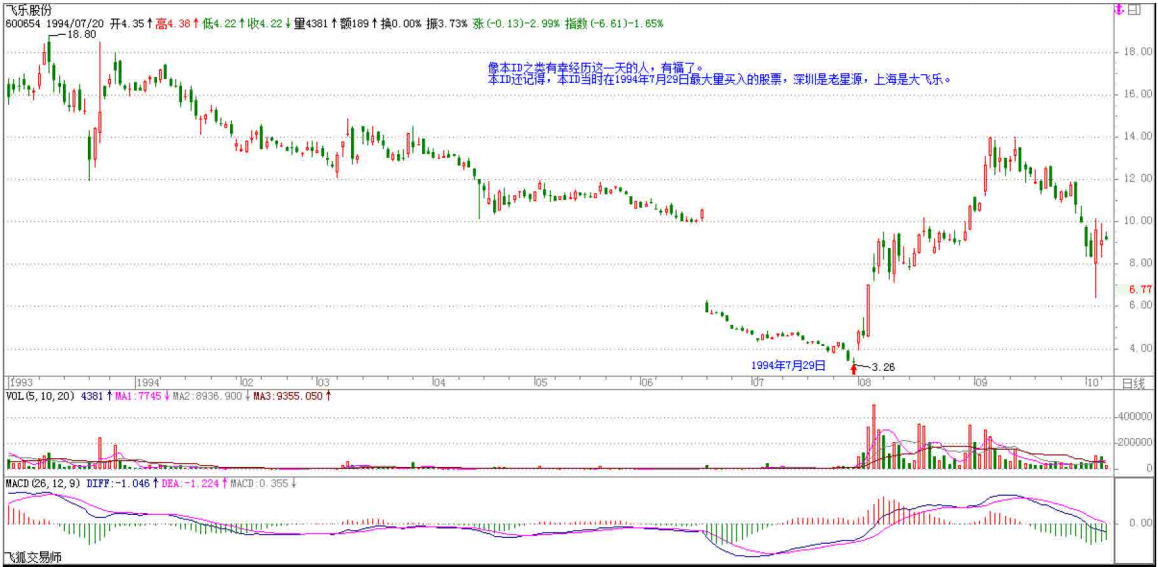 飞乐股份
600654 1994/07/20 开4.35↑高4.38↑低4.22↑收4.22↓量4381↑额189↑换0.00% 振3.73% 涨(-0.13)-2.99% 指数(-6.61)-1.65%
18.80
像本ID之类有幸经历这一天的人，有福了。
本ID还记得，本ID当时在1994年7月29日最大量买入的股票，深圳是老星源，上海是大飞乐。
18.00
16.00
14.00
12.00
10.00
8.00
6.77
6.00
4.00
1994年7月29日
3.26
1993 1994 02 03 04 05 06 07 08 09 10 日线
VOL(5,10,20) 4381↑MA1:7745↓MA2:8936.900↓MA3:9355.050↑
400000
200000
0
MACD(26,12,9) DIFF:-1.046↑DEA:-1.224↑MACD:0.355↓
0.00
飞狐交易师